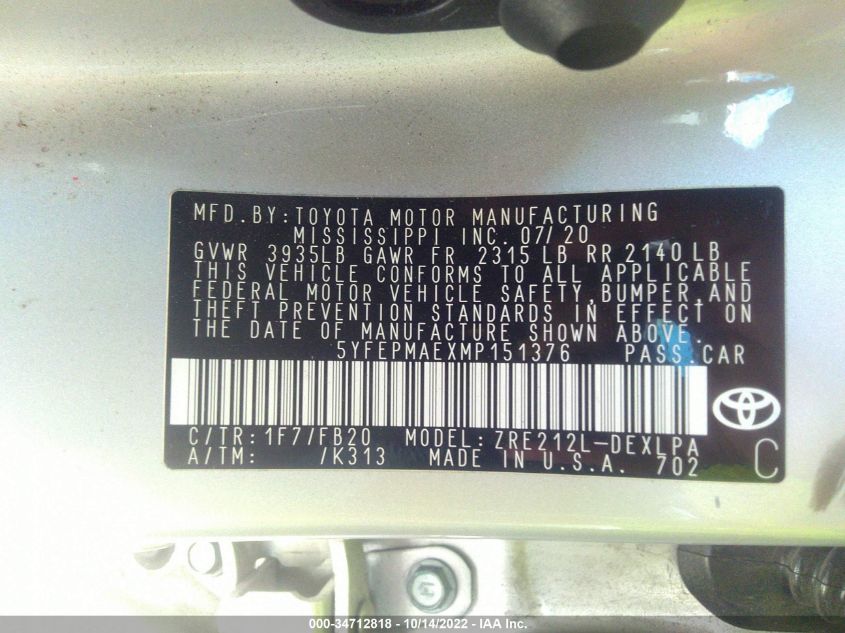 MFD.BY:TOYOTA MOTOR MANUFACTURING
MISSISSIPPI INC. 07/20
GVWR 3935LB GAWR FR 2315LB RR 2140LB
THIS VEHICLE CONFORMS TO ALL APPLICABLE
FEDERAL MOTOR VEHICLE SAFETY,BUMPER,AND
THEFT PREVENTION STANDARDS IN EFFECT ON
THE DATE OF MANUFACTURE SHOWN ABOVE.
5YFEPMAEXMP151376 PASS.CAR
C/TR:1F7/FB20 MODEL:ZRE212L-DEXLPA
A/TM: /K313 MADE IN U.S.A. 702 C
000-34712818 - 10/14/2022 - IAA Inc.